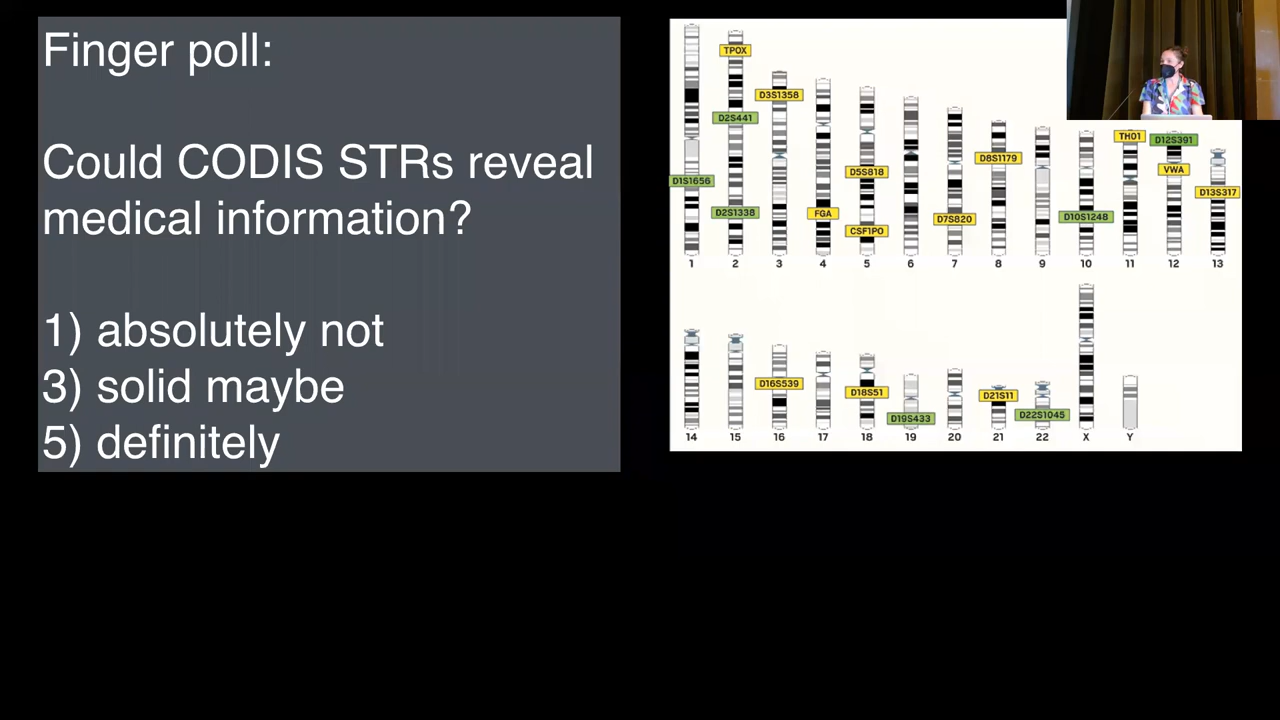 Finger poll:
Could CODIS STRs reveal
medical information?
1) absolutely not
3) solid maybe
5) definitely
TPOX
D3S1358
D2S441
D1S1656
D2S1338
FGA
D5S818
CSF1PO
D7S820
D8S1179
D10S1248
TH01
D12S391
VWA
D13S317
1 2 3 4 5 6 7 8 9 10 11 12 13
D16S539
D18S51
D19S433
D21S11
D22S1045
14 15 16 17 18 19 20 21 22 X Y